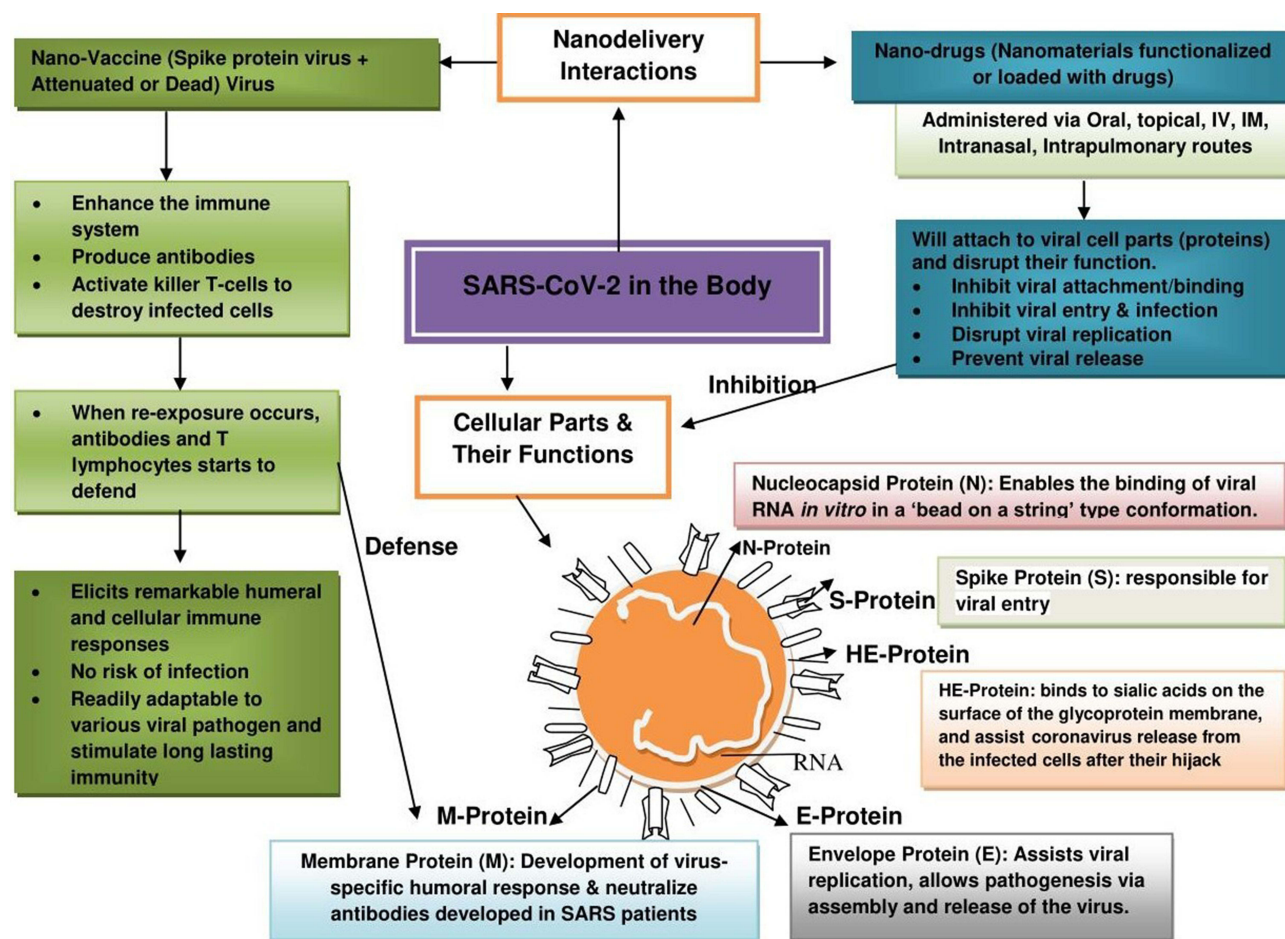 Nanodelivery
Interactions
Nano-Vaccine (Spike protein virus +
Attenuated or Dead) Virus
• Enhance the immune
system
• Produce antibodies
• Activate killer T-cells to
destroy infected cells
• When re-exposure occurs,
antibodies and T
lymphocytes starts to
defend
• Elicits remarkable humeral
and cellular immune
responses
• No risk of infection
• Readily adaptable to
various viral pathogen and
stimulate long lasting
immunity
Nano-drugs (Nanomaterials functionalized
or loaded with drugs)
Administered via Oral, topical, IV, IM,
Intranasal, Intrapulmonary routes
Will attach to viral cell parts (proteins)
and disrupt their function.
• Inhibit viral attachment/binding
• Inhibit viral entry & infection
• Disrupt viral replication
• Prevent viral release
SARS-CoV-2 in the Body
Inhibition
Cellular Parts &
Their Functions
Defense
Nucleocapsid Protein (N): Enables the binding of viral
RNA in vitro in a ‘bead on a string’ type conformation.
N-Protein
S-Protein
Spike Protein (S): responsible for
viral entry
HE-Protein
HE-Protein: binds to sialic acids on the
surface of the glycoprotein membrane,
and assist coronavirus release from
the infected cells after their hijack
RNA
M-Protein
E-Protein
Membrane Protein (M): Development of virus-
specific humoral response & neutralize
antibodies developed in SARS patients
Envelope Protein (E): Assists viral
replication, allows pathogenesis via
assembly and release of the virus.